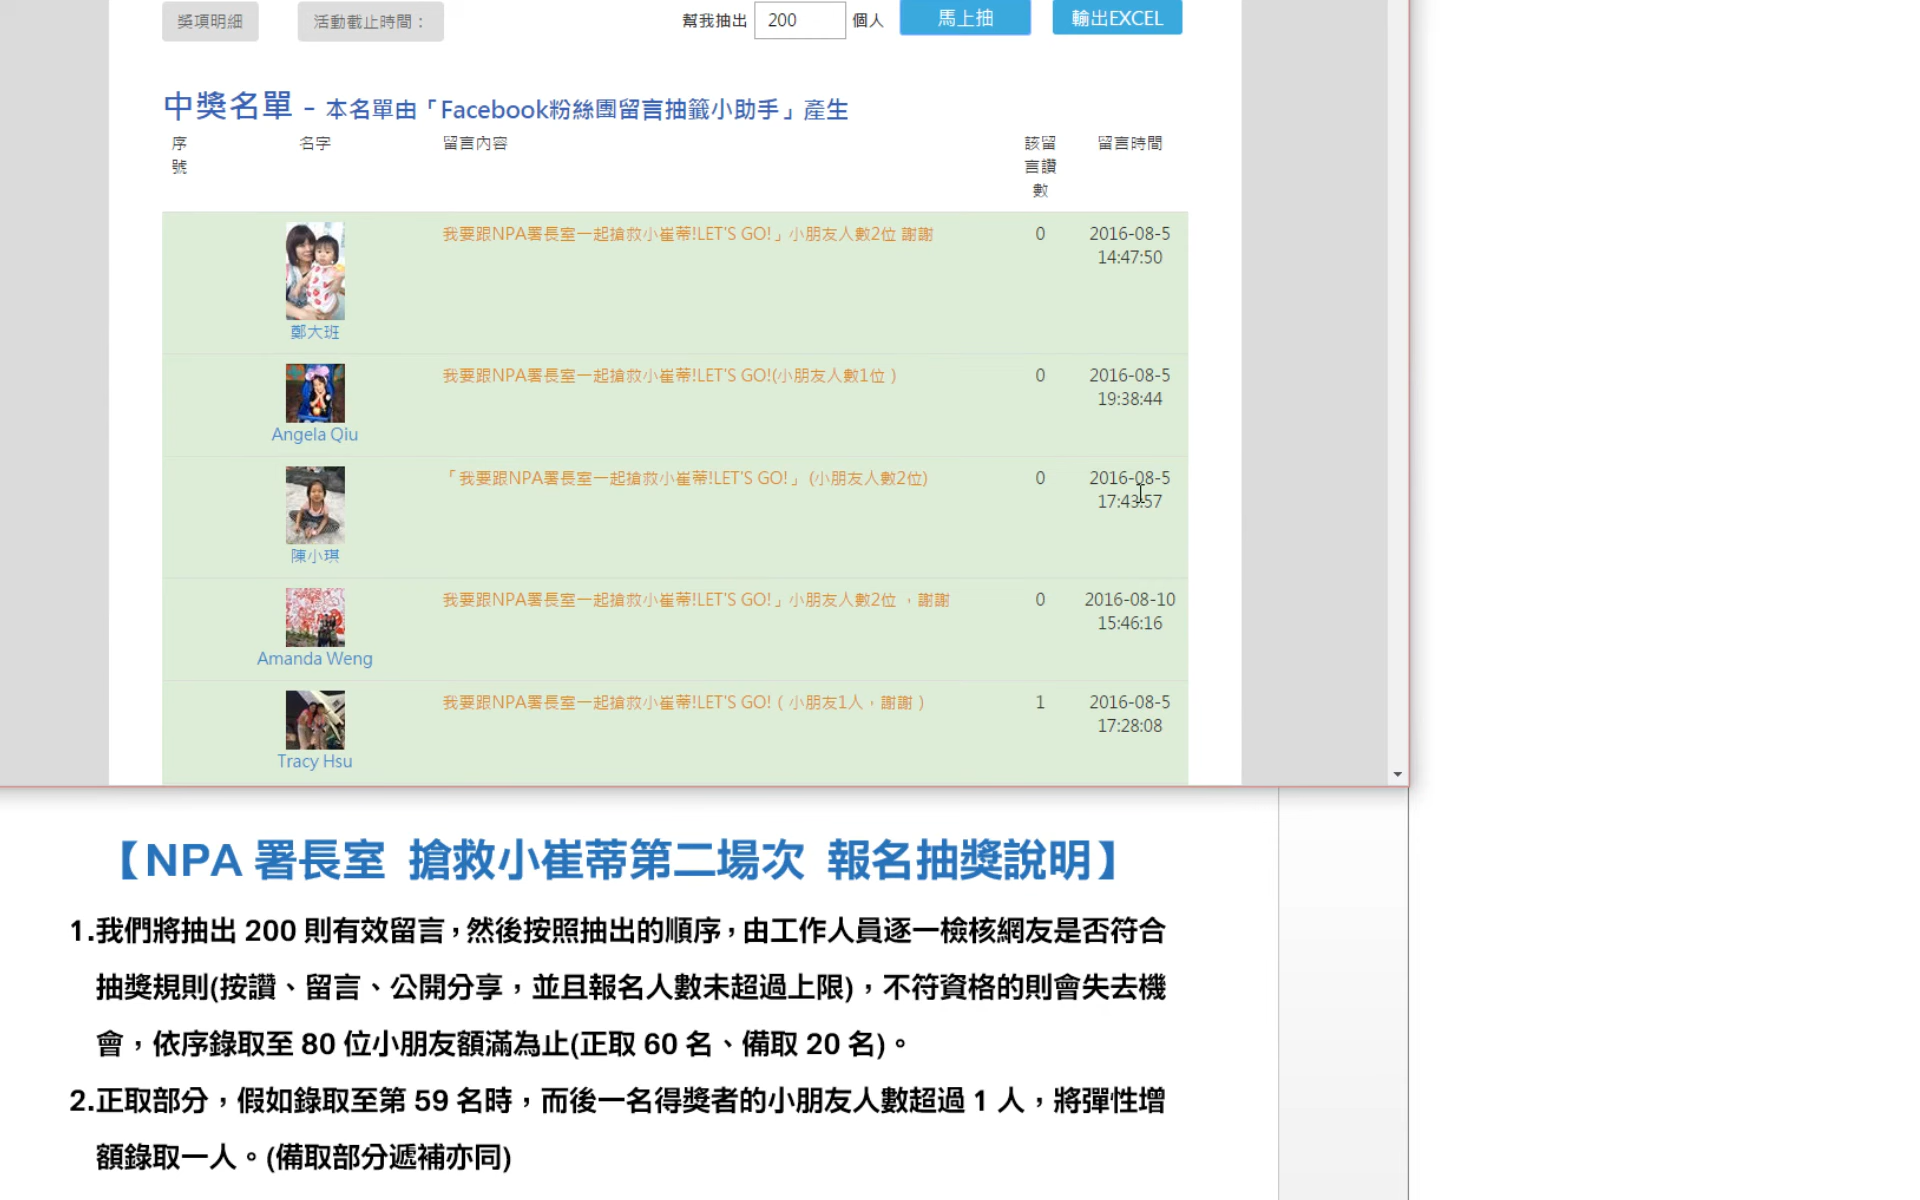 獎項明細 活動截止時間： 幫我抽出 200 個人 馬上抽 輸出EXCEL
中獎名單 - 本名單由「Facebook粉絲團留言抽籤小助手」產生
序號 名字 留言內容 該留言讚數 留言時間
我要跟NPA署長室一起搶救小崔蒂!LET'S GO!」小朋友人數2位 謝謝 0 2016-08-5
14:47:50
鄭大班
我要跟NPA署長室一起搶救小崔蒂!LET'S GO!(小朋友人數1位 ) 0 2016-08-5
19:38:44
Angela Qiu
「我要跟NPA署長室一起搶救小崔蒂!LET'S GO!」 (小朋友人數2位) 0 2016-08-5
17:43:57
陳小琪
我要跟NPA署長室一起搶救小崔蒂!LET'S GO!」小朋友人數2位 ，謝謝 0 2016-08-10
15:46:16
Amanda Weng
我要跟NPA署長室一起搶救小崔蒂!LET'S GO! ( 小朋友1人，謝謝 ) 1 2016-08-5
17:28:08
Tracy Hsu
【NPA 署長室 搶救小崔蒂第二場次 報名抽獎說明】
1.我們將抽出 200 則有效留言，然後按照抽出的順序，由工作人員逐一檢核網友是否符合
抽獎規則(按讚、留言、公開分享，並且報名人數未超過上限)，不符資格的則會失去機
會，依序錄取至 80 位小朋友額滿為止(正取 60 名、備取 20 名)。
2.正取部分，假如錄取至第 59 名時，而後一名得獎者的小朋友人數超過 1 人，將彈性增
額錄取一人。(備取部分遞補亦同)